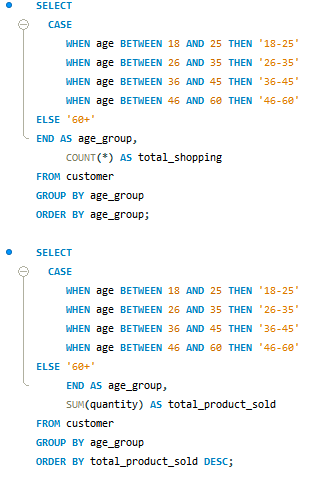 SELECT
CASE
WHEN age BETWEEN 18 AND 25 THEN '18-25'
WHEN age BETWEEN 26 AND 35 THEN '26-35'
WHEN age BETWEEN 36 AND 45 THEN '36-45'
WHEN age BETWEEN 46 AND 60 THEN '46-60'
ELSE '60+'
END AS age_group,
COUNT(*) AS total_shopping
FROM customer
GROUP BY age_group
ORDER BY age_group;
SELECT
CASE
WHEN age BETWEEN 18 AND 25 THEN '18-25'
WHEN age BETWEEN 26 AND 35 THEN '26-35'
WHEN age BETWEEN 36 AND 45 THEN '36-45'
WHEN age BETWEEN 46 AND 60 THEN '46-60'
ELSE '60+'
END AS age_group,
SUM(quantity) AS total_product_sold
FROM customer
GROUP BY age_group
ORDER BY total_product_sold DESC;